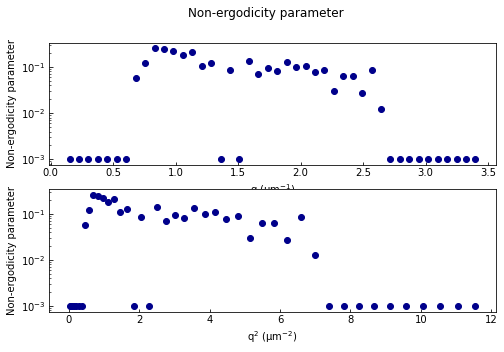 Non-ergodicity parameter
Non-ergodicity parameter
10⁻¹
10⁻²
10⁻³
0.0 0.5 1.0 1.5 2.0 2.5 3.0 3.5
q (μm⁻¹)
Non-ergodicity parameter
10⁻¹
10⁻²
10⁻³
0 2 4 6 8 10 12
q² (μm⁻²)